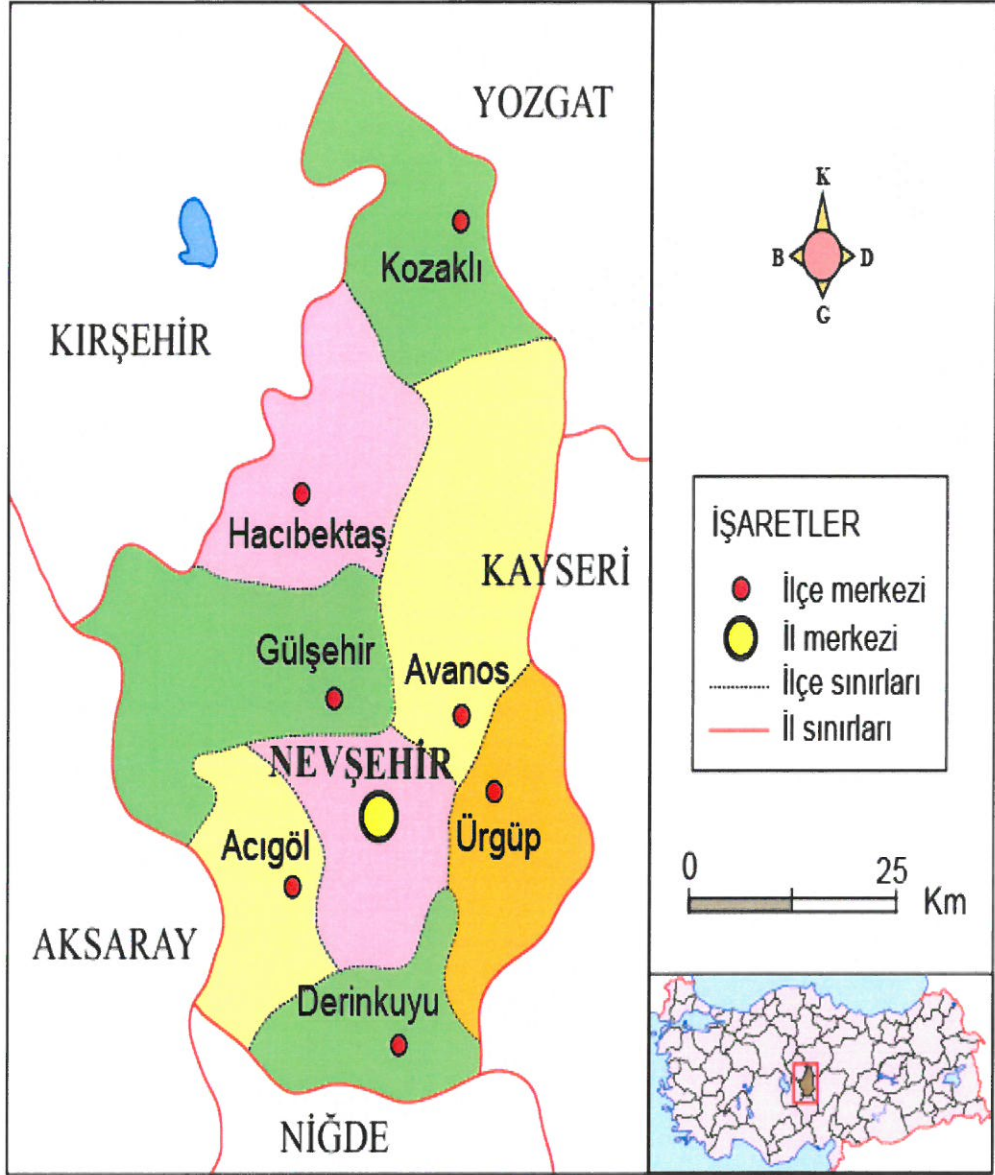 YOZGAT
K
B D
G
Kozaklı
KIRŞEHİR
Hacıbektaş
KAYSERİ
Gülşehir
Avanos
NEVŞEHİR
Acıgöl
Ürgüp
AKSARAY
Derinkuyu
NİĞDE
İŞARETLER
İlçe merkezi
İl merkezi
İlçe sınırları
İl sınırları
0 25
Km